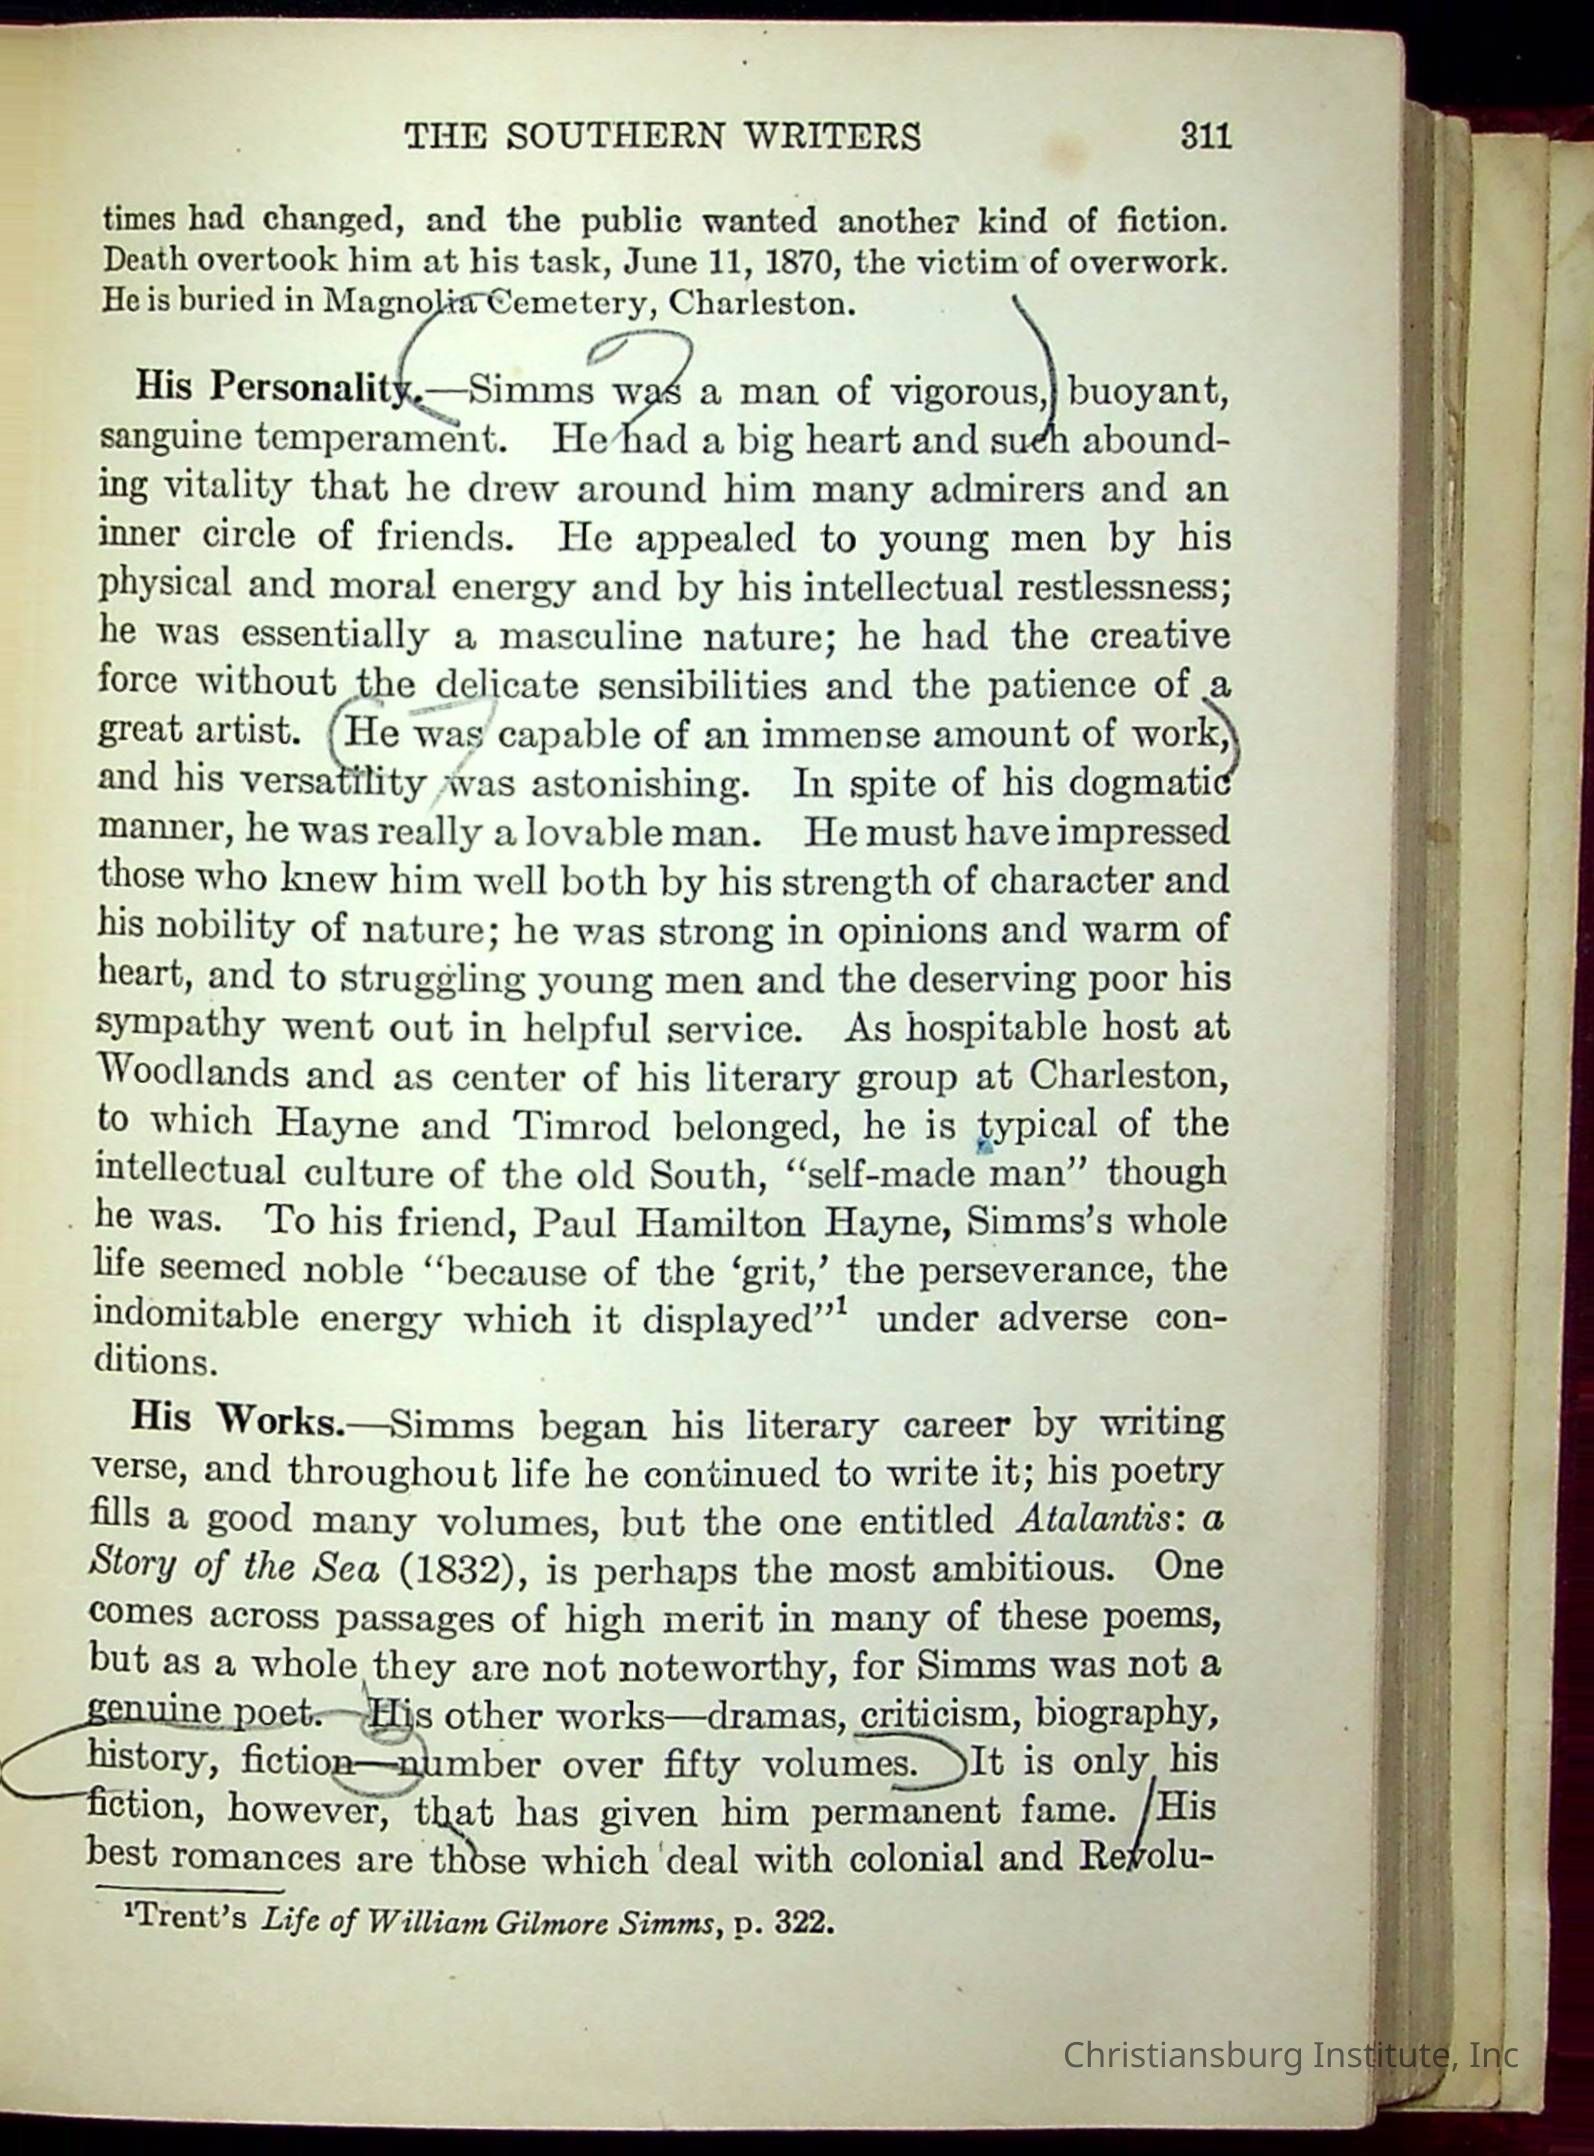 THE SOUTHERN WRITERS 311
times had changed, and the public wanted another kind of fiction.
Death overtook him at his task, June 11, 1870, the victim of overwork.
He is buried in Magnolia Cemetery, Charleston.
His Personality.—Simms was a man of vigorous, buoyant,
sanguine temperament. He had a big heart and such abound-
ing vitality that he drew around him many admirers and an
inner circle of friends. He appealed to young men by his
physical and moral energy and by his intellectual restlessness;
he was essentially a masculine nature; he had the creative
force without the delicate sensibilities and the patience of a
great artist. He was capable of an immense amount of work,
and his versatility was astonishing. In spite of his dogmatic
manner, he was really a lovable man. He must have impressed
those who knew him well both by his strength of character and
his nobility of nature; he was strong in opinions and warm of
heart, and to struggling young men and the deserving poor his
sympathy went out in helpful service. As hospitable host at
Woodlands and as center of his literary group at Charleston,
to which Hayne and Timrod belonged, he is typical of the
intellectual culture of the old South, “self-made man” though
he was. To his friend, Paul Hamilton Hayne, Simms’s whole
life seemed noble “because of the ‘grit,’ the perseverance, the
indomitable energy which it displayed”¹ under adverse con-
ditions.
His Works.—Simms began his literary career by writing
verse, and throughout life he continued to write it; his poetry
fills a good many volumes, but the one entitled Atalantis: a
Story of the Sea (1832), is perhaps the most ambitious. One
comes across passages of high merit in many of these poems,
but as a whole they are not noteworthy, for Simms was not a
genuine poet. His other works—dramas, criticism, biography,
history, fiction—number over fifty volumes. It is only his
fiction, however, that has given him permanent fame. His
best romances are those which deal with colonial and Revolu-
¹Trent’s Life of William Gilmore Simms, p. 322.
Christiansburg Institute, Inc